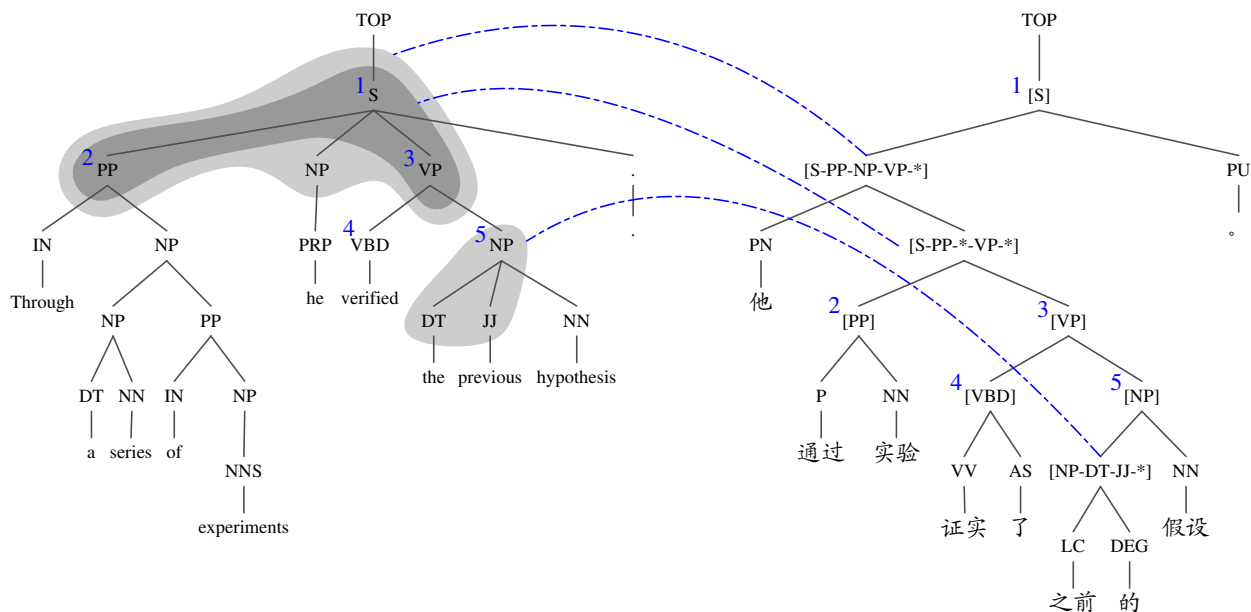 TOP TOP
1 S 1 [S]
2 PP NP 3 VP . [S-PP-NP-VP-*] PU
IN NP PRP 4 VBD 5 NP . PN [S-PP-*-VP-*] 。
Through he verified 他
NP PP DT JJ NN 2 [PP] 3 [VP]
the previous hypothesis
DT NN IN NP P NN 4 [VBD] 5 [NP]
a series of 通过 实验
NNS VV AS [NP-DT-JJ-*] NN
experiments 证实 了 假设
LC DEG
之前 的